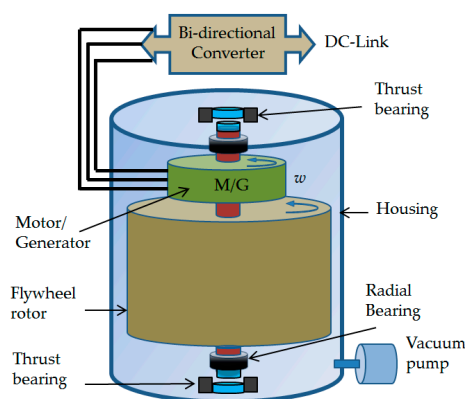 Bi-directional
Converter
DC-Link
Thrust
bearing
M/G
w
Motor/
Generator
Housing
Flywheel
rotor
Radial
Bearing
Thrust
bearing
Vacuum
pump